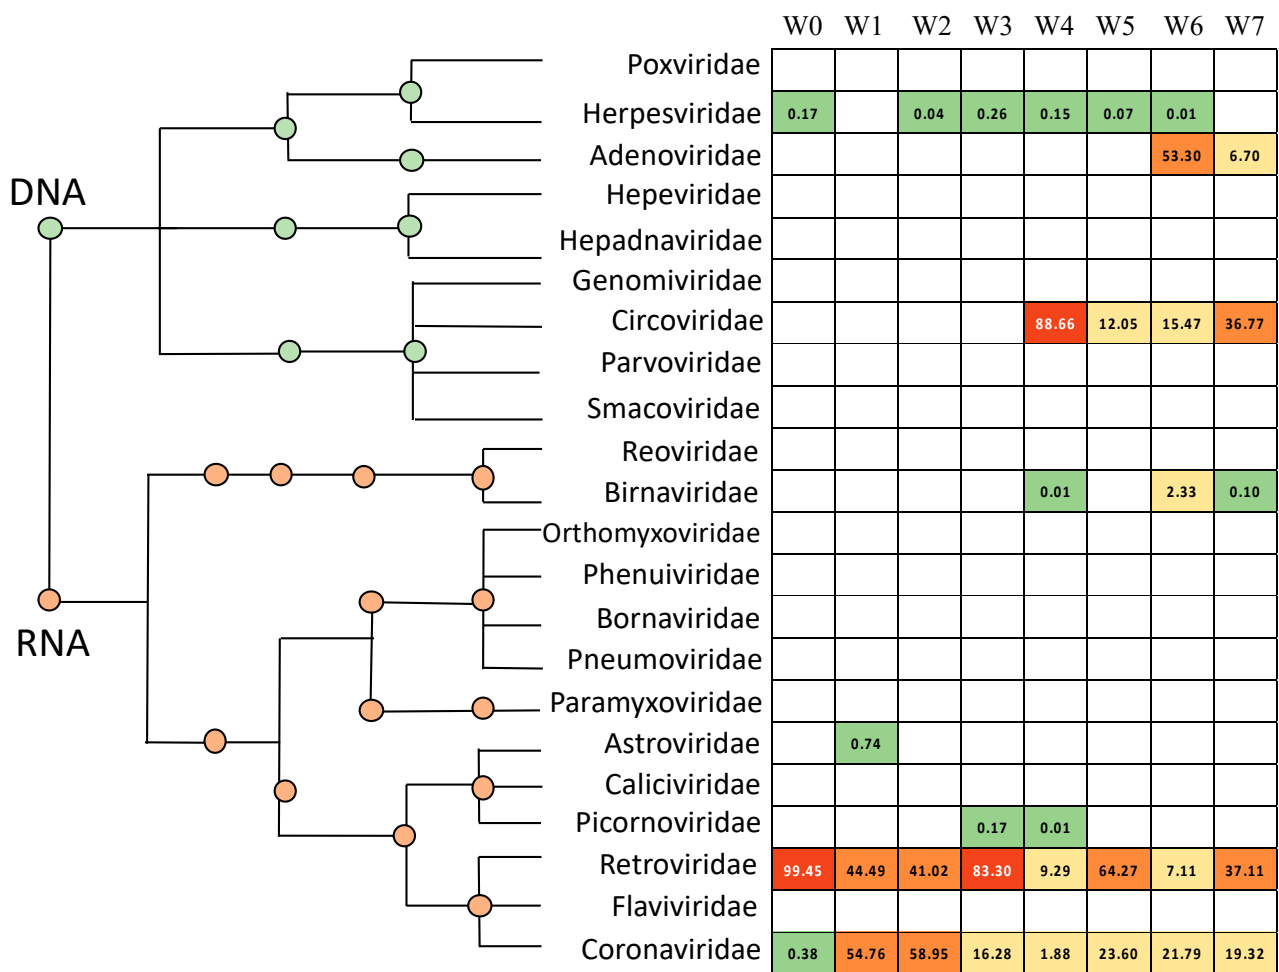 W0 W1 W2 W3 W4 W5 W6 W7
Poxviridae
Herpesviridae 0.17 0.04 0.26 0.15 0.07 0.01
Adenoviridae 53.30 6.70
DNA
Hepeviridae
Hepadnaviridae
Genomiviridae
Circoviridae 88.66 12.05 15.47 36.77
Parvoviridae
Smacoviridae
Reoviridae
Birnaviridae 0.01 2.33 0.10
Orthomyxoviridae
Phenuiviridae
Bornaviridae
RNA
Pneumoviridae
Paramyxoviridae
Astroviridae 0.74
Caliciviridae
Picornoviridae 0.17 0.01
Retroviridae 99.45 44.49 41.02 83.30 9.29 64.27 7.11 37.11
Flaviviridae
Coronaviridae 0.38 54.76 58.95 16.28 1.88 23.60 21.79 19.32